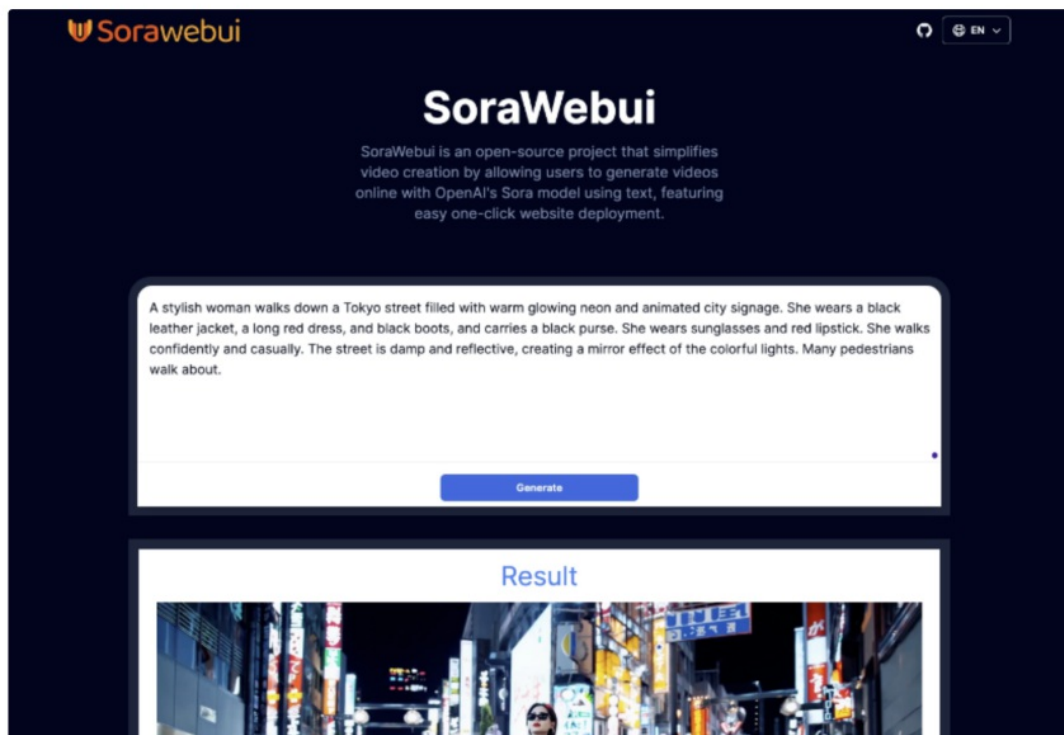 Sorawebui
EN
SoraWebui
SoraWebui is an open-source project that simplifies
video creation by allowing users to generate videos
online with OpenAI's Sora model using text, featuring
easy one-click website deployment.
A stylish woman walks down a Tokyo street filled with warm glowing neon and animated city signage. She wears a black
leather jacket, a long red dress, and black boots, and carries a black purse. She wears sunglasses and red lipstick. She walks
confidently and casually. The street is damp and reflective, creating a mirror effect of the colorful lights. Many pedestrians
walk about.
Generate
Result